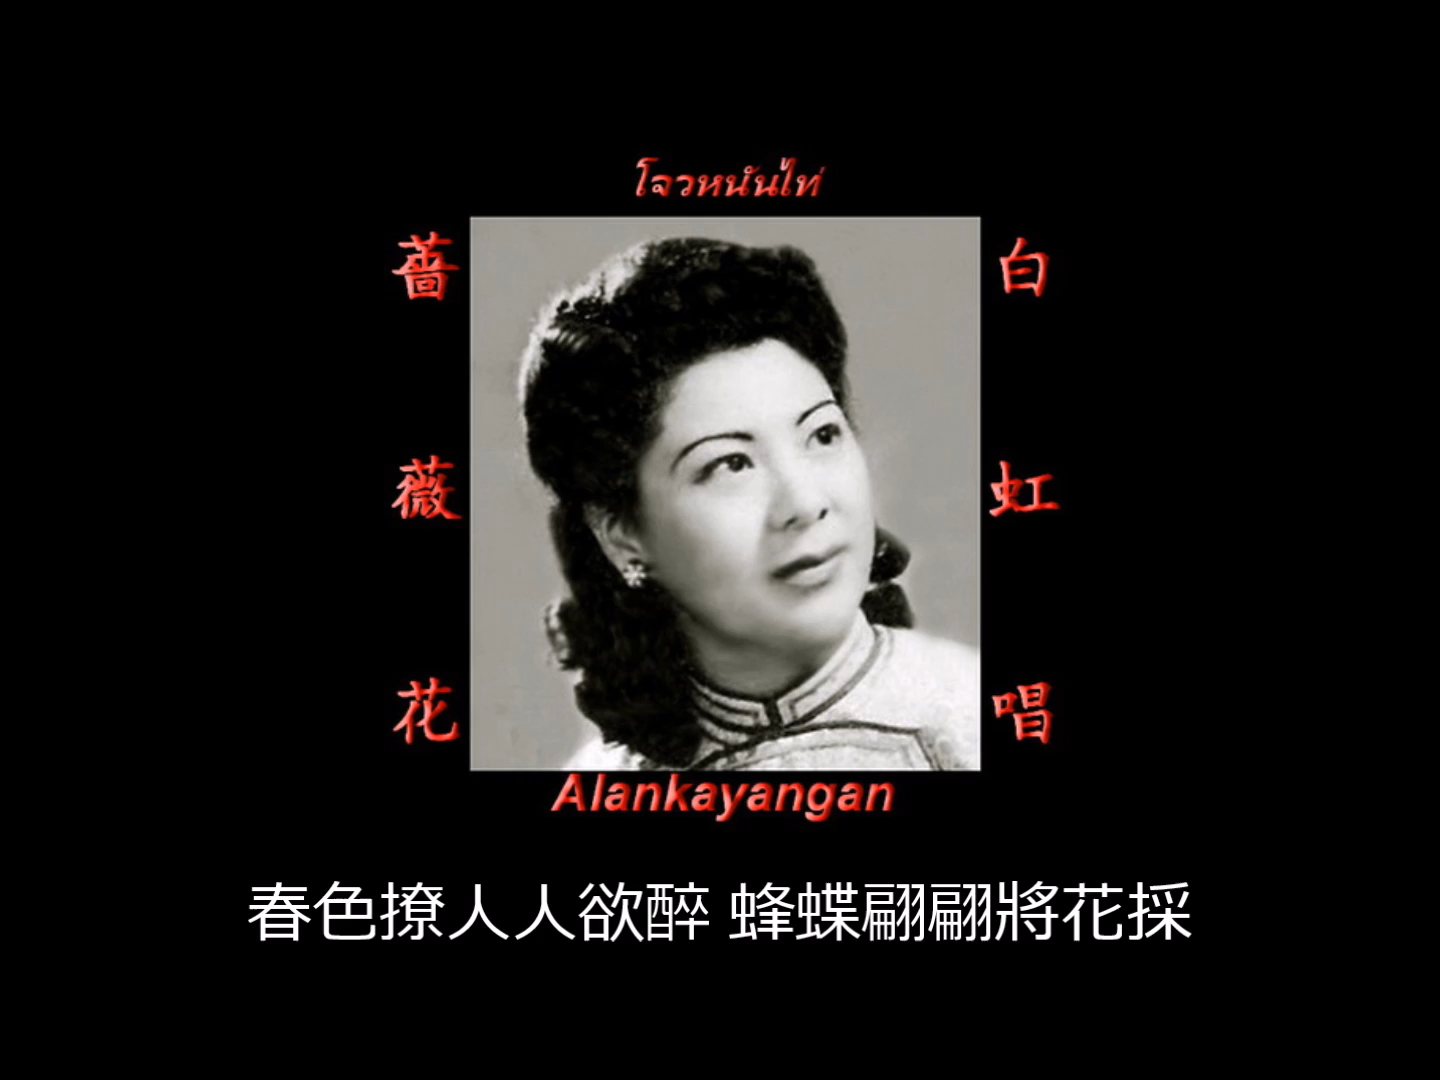 โจวหนันไท่
薔薇花
白虹唱
Alankayangan
春色撩人人欲醉 蜂蝶翩翩將花採